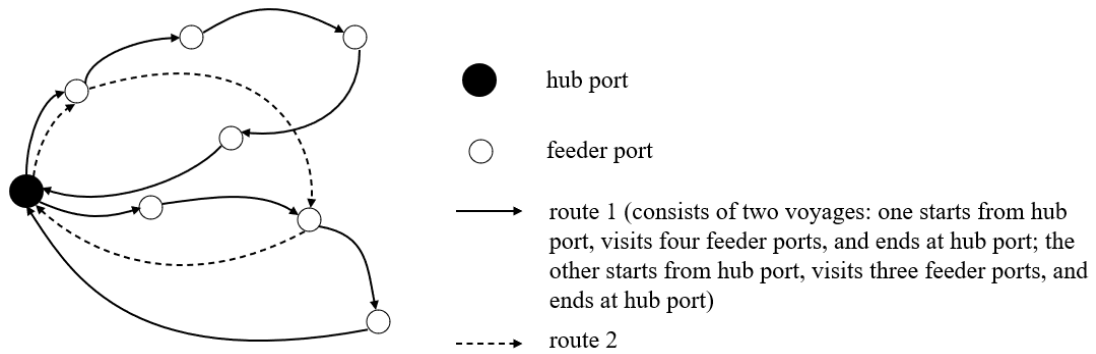 hub port
feeder port
route 1 (consists of two voyages: one starts from hub
port, visits four feeder ports, and ends at hub port; the
other starts from hub port, visits three feeder ports, and
ends at hub port)
route 2